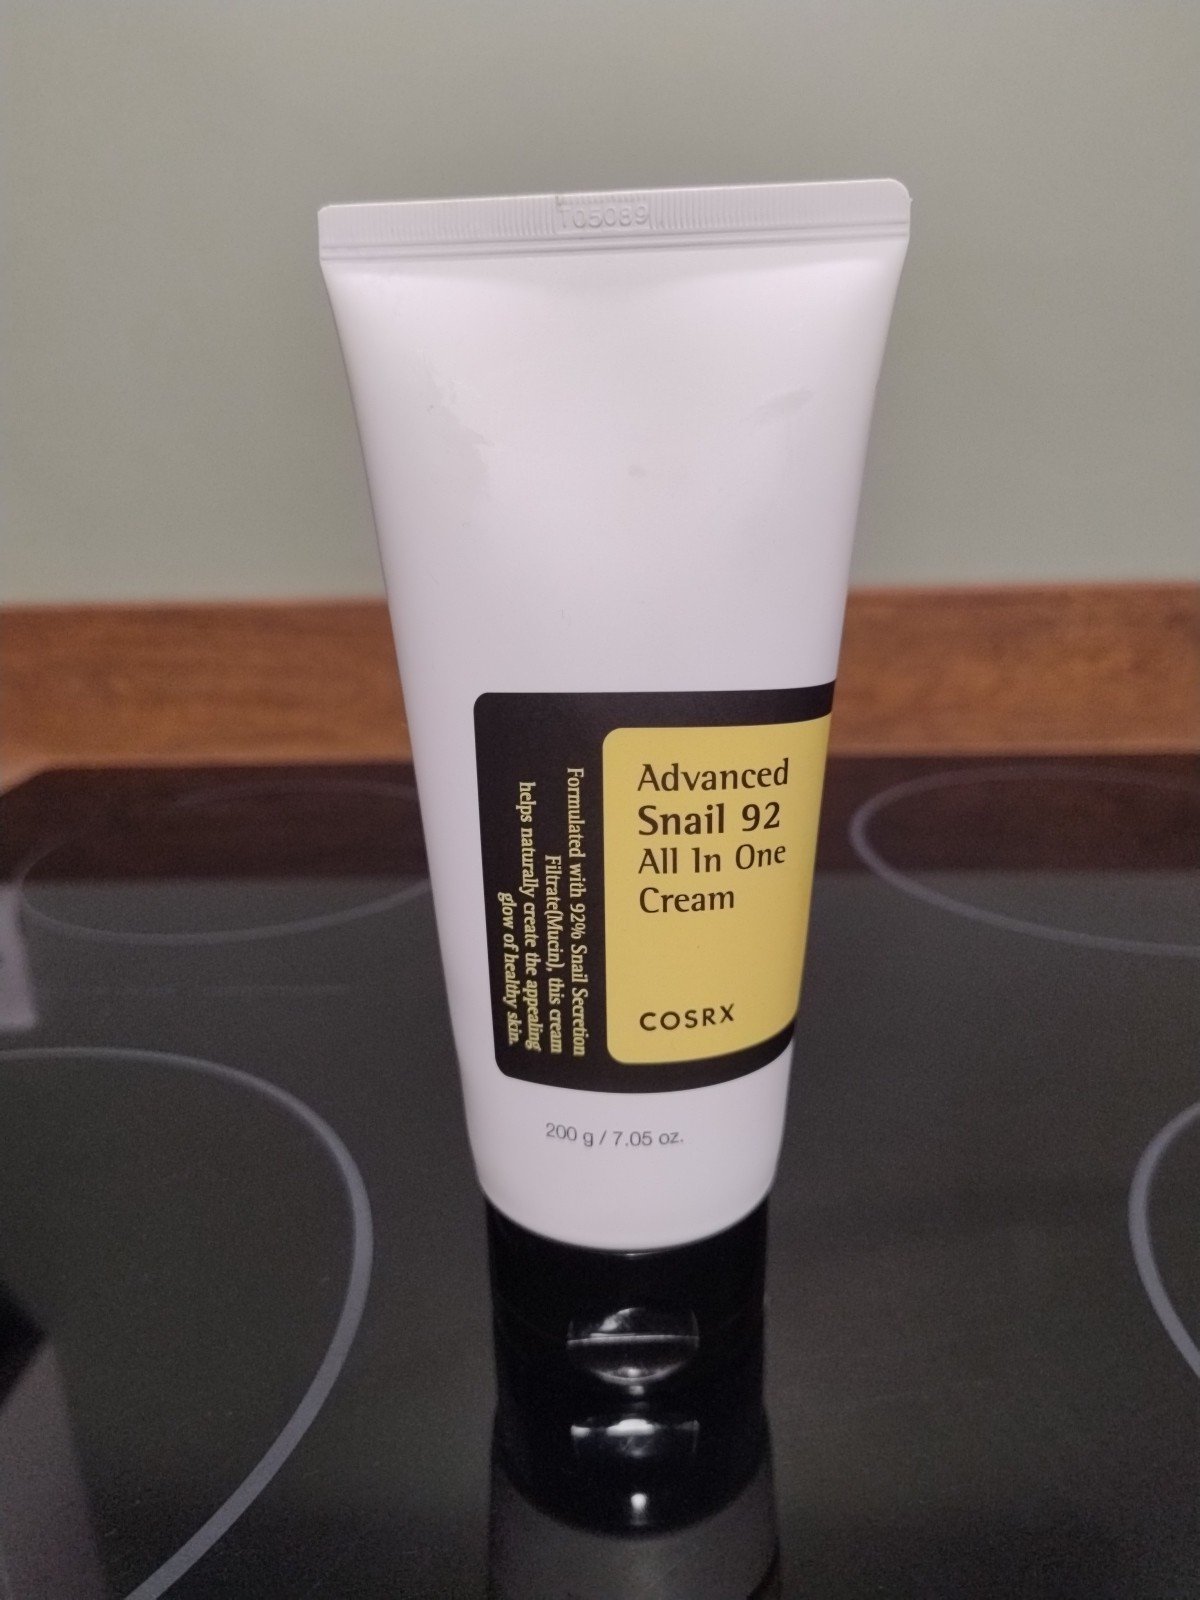 T05089
Advanced
Snail 92
All In One
Cream
COSRX
Formulated with 92% Snail Secretion
Filtrate(Mucin), this cream
helps naturally create the appealing
glow of healthy skin.
200 g / 7.05 oz.